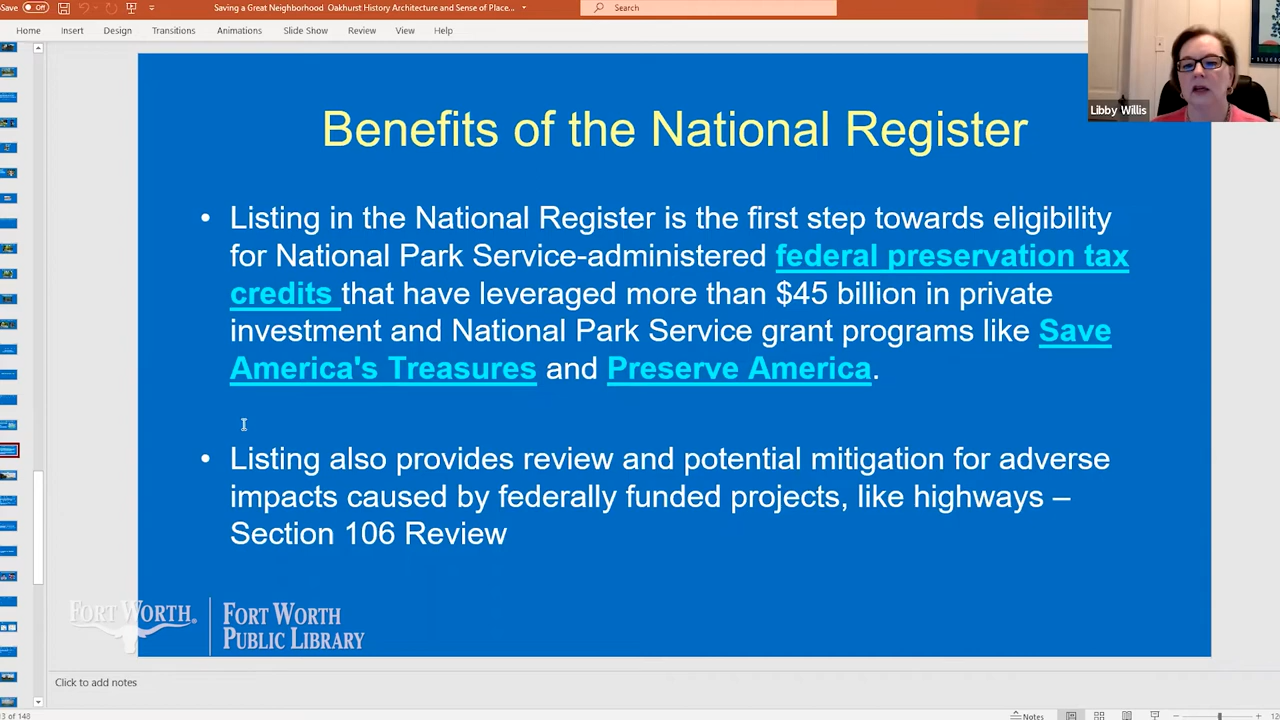 Save Off
Saving a Great Neighborhood Oakhurst History Architecture and Sense of Place...
Search
Home Insert Design Transitions Animations Slide Show Review View Help
Libby Willis
Benefits of the National Register
• Listing in the National Register is the first step towards eligibility
for National Park Service-administered federal preservation tax
credits that have leveraged more than $45 billion in private
investment and National Park Service grant programs like Save
America's Treasures and Preserve America.
• Listing also provides review and potential mitigation for adverse
impacts caused by federally funded projects, like highways –
Section 106 Review
FORT WORTH.
FORT WORTH
PUBLIC LIBRARY
Click to add notes
3 of 148
Notes